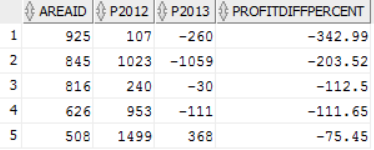 AREAID P2012 P2013 PROFITDIFFPERCENT
1 925 107 -260 -342.99
2 845 1023 -1059 -203.52
3 816 240 -30 -112.5
4 626 953 -111 -111.65
5 508 1499 368 -75.45